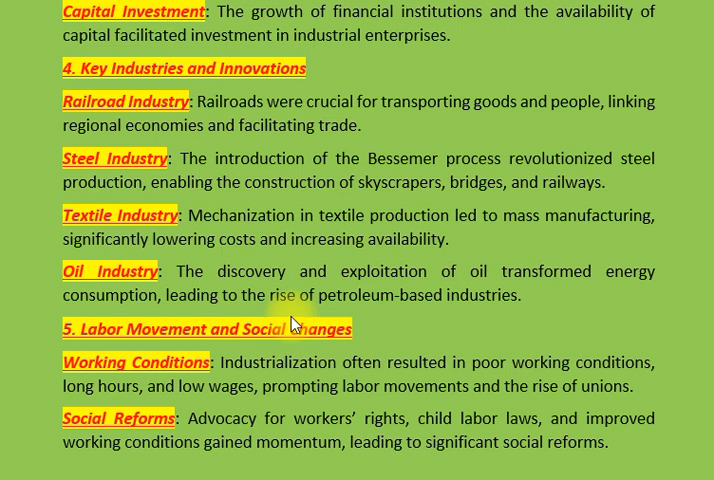 Capital Investment: The growth of financial institutions and the availability of
capital facilitated investment in industrial enterprises.
4. Key Industries and Innovations
Railroad Industry: Railroads were crucial for transporting goods and people, linking
regional economies and facilitating trade.
Steel Industry: The introduction of the Bessemer process revolutionized steel
production, enabling the construction of skyscrapers, bridges, and railways.
Textile Industry: Mechanization in textile production led to mass manufacturing,
significantly lowering costs and increasing availability.
Oil Industry: The discovery and exploitation of oil transformed energy
consumption, leading to the rise of petroleum-based industries.
5. Labor Movement and Social Changes
Working Conditions: Industrialization often resulted in poor working conditions,
long hours, and low wages, prompting labor movements and the rise of unions.
Social Reforms: Advocacy for workers’ rights, child labor laws, and improved
working conditions gained momentum, leading to significant social reforms.